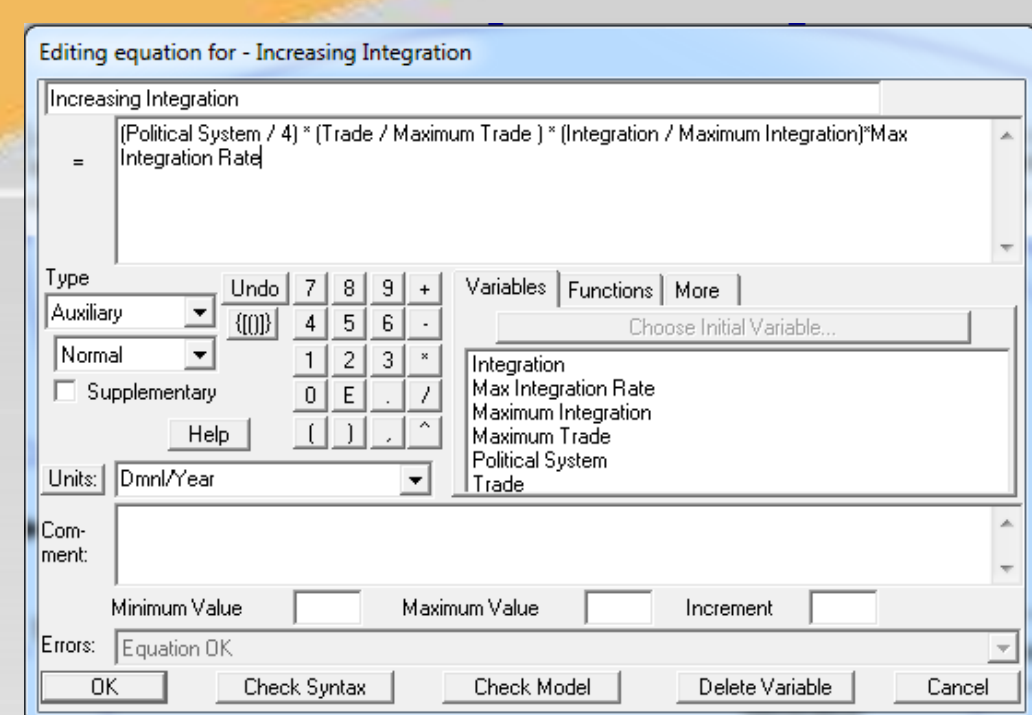 Editing equation for - Increasing Integration
Increasing Integration
=
(Political System / 4) * (Trade / Maximum Trade ) * (Integration / Maximum Integration)*Max
Integration Rate
Type
Auxiliary
Normal
Supplementary
Help
Undo 7 8 9 +
{[()]} 4 5 6 -
1 2 3 *
0 E . /
( ) , ^
Variables Functions More
Choose Initial Variable...
Integration
Max Integration Rate
Maximum Integration
Maximum Trade
Political System
Trade
Units: Dmnl/Year
Com-
ment:
Minimum Value Maximum Value Increment
Errors: Equation OK
OK Check Syntax Check Model Delete Variable Cancel